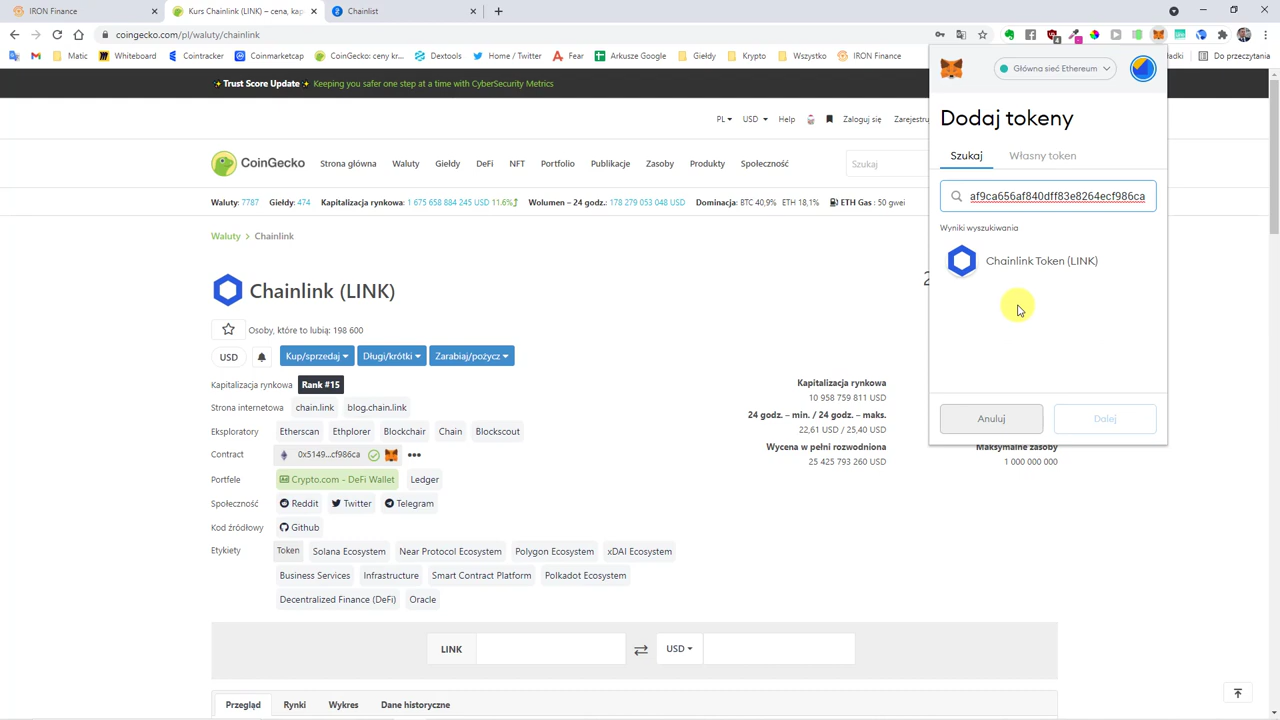 IRON Finance
Kurs Chainlink (LINK) – cena, kap
Chainlist
coingecko.com/pl/waluty/chainlink
Gmail
Matic
Whiteboard
Cointracker
Coinmarketcap
CoinGecko: ceny kr...
Dextools
Home / Twitter
Fear
Arkusze Google
Giełdy
Krypto
Wszystko
IRON Finance
ładki
Do przeczytania
Trust Score Update
Keeping you safer one step at a time with CyberSecurity Metrics
PL
USD
Help
Zaloguj się
Zarejestru
CoinGecko
Strona główna
Waluty
Giełdy
DeFi
NFT
Portfolio
Publikacje
Zasoby
Produkty
Społeczność
Szukaj
Waluty: 7787
Giełdy: 474
Kapitalizacja rynkowa: 1 675 658 884 245 USD 11.6%
Wolumen – 24 godz.: 178 279 053 048 USD
Dominacja: BTC 40,9% ETH 18,1%
ETH Gas : 50 gwei
Waluty > Chainlink
Chainlink (LINK)
2
Osoby, które to lubią: 198 600
USD
Kup/sprzedaj
Długi/krótki
Zarabiaj/pożycz
Kapitalizacja rynkowa
Rank #15
Strona internetowa
chain.link
blog.chain.link
Eksploratory
Etherscan
Ethplorer
Blockchair
Chain
Blockscout
Contract
0x5149...cf986ca
Portfele
Crypto.com - DeFi Wallet
Ledger
Społeczność
Reddit
Twitter
Telegram
Kod źródłowy
Github
Etykiety
Token
Solana Ecosystem
Near Protocol Ecosystem
Polygon Ecosystem
xDAI Ecosystem
Business Services
Infrastructure
Smart Contract Platform
Polkadot Ecosystem
Decentralized Finance (DeFi)
Oracle
Kapitalizacja rynkowa
10 958 759 811 USD
24 godz. – min. / 24 godz. – maks.
22,61 USD / 25,40 USD
Wycena w pełni rozwodniona
25 425 793 260 USD
Maksymalne zasoby
1 000 000 000
LINK
USD
Przegląd
Rynki
Wykres
Dane historyczne
Główna sieć Ethereum
Dodaj tokeny
Szukaj
Własny token
af9ca656af840dff83e8264ecf986ca
Wyniki wyszukiwania
Chainlink Token (LINK)
Anuluj
Dalej